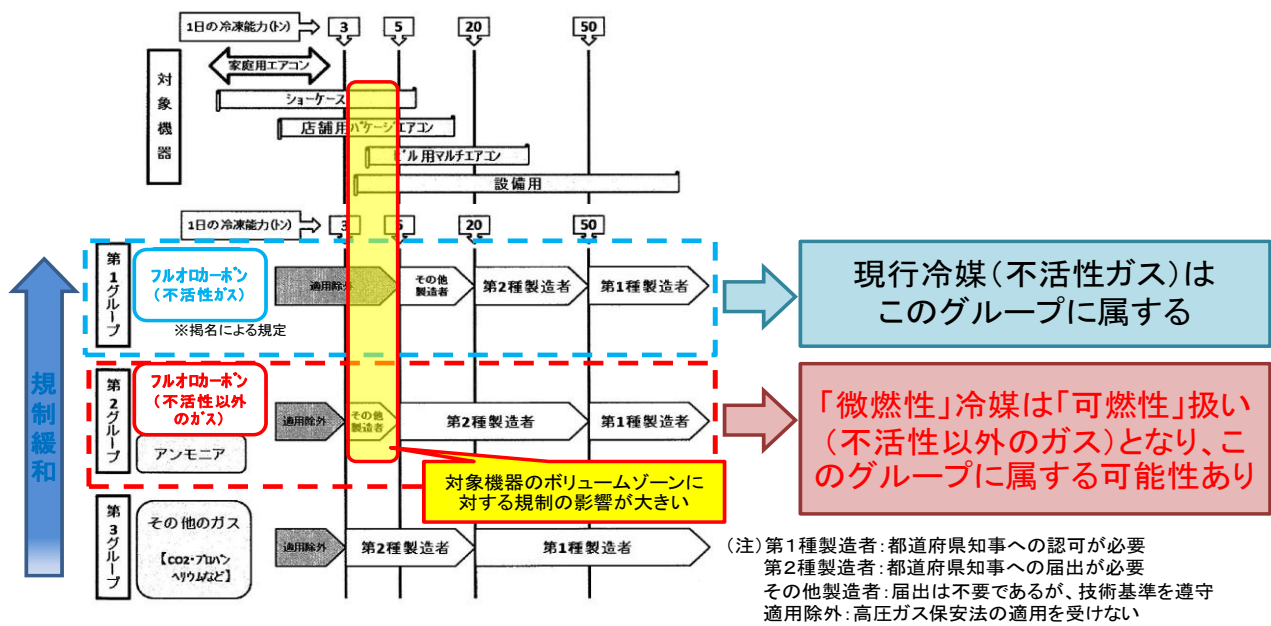 1日の冷凍能力(トン)
3
5
20
50
対象機器
家庭用エアコン
ショーケース
店舗用パケージエアコン
ビル用マルチエアコン
設備用
1日の冷凍能力(トン)
3
5
20
50
規制緩和
第1グループ
フルオロカーボン
(不活性ガス)
※掲名による規定
適用除外
その他
製造者
第2種製造者
第1種製造者
現行冷媒(不活性ガス)は
このグループに属する
第2グループ
フルオロカーボン
(不活性以外
のガス)
アンモニア
適用除外
その他
製造者
第2種製造者
第1種製造者
「微燃性」冷媒は「可燃性」扱い
(不活性以外のガス)となり、こ
のグループに属する可能性あり
対象機器のボリュームゾーンに
対する規制の影響が大きい
第3グループ
その他のガス
【CO2・プロパン
ヘリウムなど】
適用除外
第2種製造者
第1種製造者
(注)第1種製造者:都道府県知事への認可が必要
第2種製造者:都道府県知事への届出が必要
その他製造者:届出は不要であるが、技術基準を遵守
適用除外:高圧ガス保安法の適用を受けない